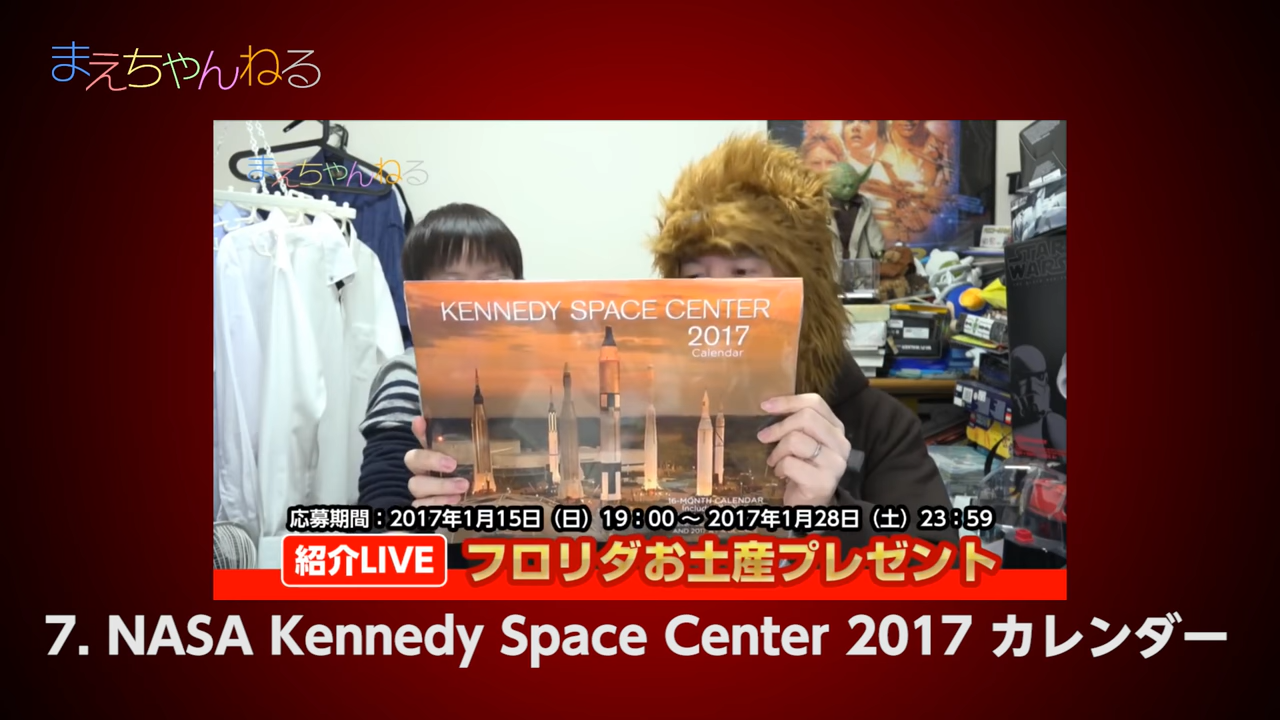 まえちゃんねる
まえちゃんねる
KENNEDY SPACE CENTER
2017
Calendar
STAR
WARS
16-MONTH CALENDAR
応募期間：2017年1月15日（日）19：00 ～ 2017年1月28日（土）23：59
紹介LIVE フロリダお土産プレゼント
7. NASA Kennedy Space Center 2017 カレンダー